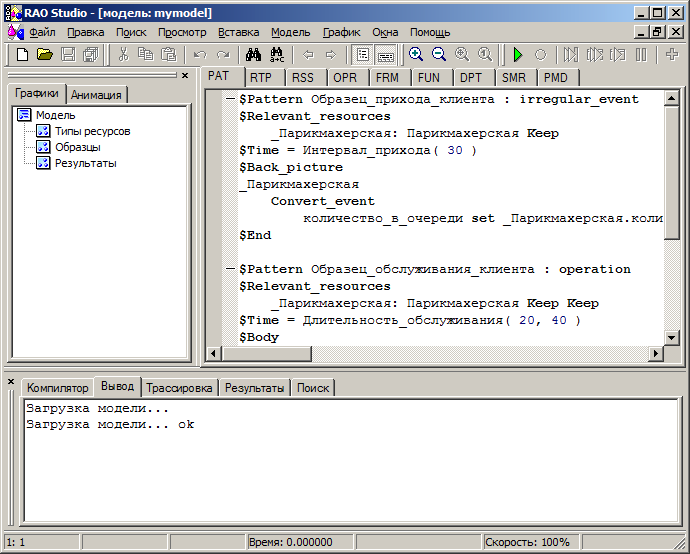 RAO Studio - [модель: mymodel]
Файл Правка Поиск Просмотр Вставка Модель График Окна Помощь
Графики Анимация
Модель
Типы ресурсов
Образцы
Результаты
PAT RTP RSS OPR FRM FUN DPT SMR PMD
$Pattern Образец_прихода_клиента : irregular_event
$Relevant_resources
_Парикмахерская: Парикмахерская Keep
$Time = Интервал_прихода( 30 )
$Back_picture
_Парикмахерская
Convert_event
количество_в_очереди set _Парикмахерская.коли
$End
$Pattern Образец_обслуживания_клиента : operation
$Relevant_resources
_Парикмахерская: Парикмахерская Keep Keep
$Time = Длительность_обслуживания( 20, 40 )
$Body
Компилятор Вывод Трассировка Результаты Поиск
Загрузка модели...
Загрузка модели... ok
1: 1 Время: 0.000000 Скорость: 100%